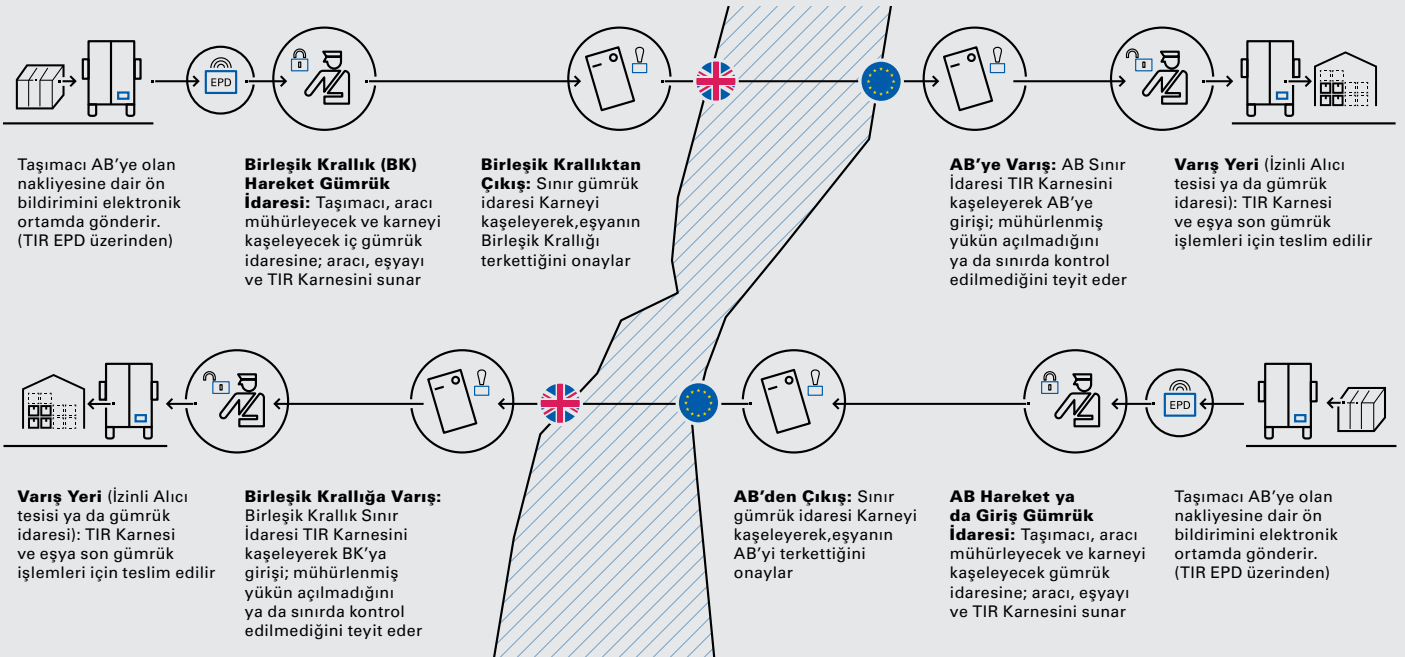 EPD
Taşımacı AB'ye olan
nakliyesine dair ön
bildirimini elektronik
ortamda gönderir.
(TIR EPD üzerinden)
Birleşik Krallık (BK)
Hareket Gümrük
İdaresi: Taşımacı, aracı
mühürleyecek ve karneyi
kaşeleyecek iç gümrük
idaresine; aracı, eşyayı
ve TIR Karnesini sunar
Birleşik Krallıktan
Çıkış: Sınır gümrük
idaresi Karneyi
kaşeleyerek,eşyanın
Birleşik Krallığı
terkettiğini onaylar
AB'ye Varış: AB Sınır
İdaresi TIR Karnesini
kaşeleyerek AB'ye
girişi; mühürlenmiş
yükün açılmadığını
ya da sınırda kontrol
edilmediğini teyit eder
Varış Yeri (İzinli Alıcı
tesisi ya da gümrük
idaresi): TIR Karnesi
ve eşya son gümrük
işlemleri için teslim edilir
EPD
Varış Yeri (İzinli Alıcı
tesisi ya da gümrük
idaresi): TIR Karnesi
ve eşya son gümrük
işlemleri için teslim edilir
Birleşik Krallığa Varış:
Birleşik Krallık Sınır
İdaresi TIR Karnesini
kaşeleyerek BK'ya
girişi; mühürlenmiş
yükün açılmadığını
ya da sınırda kontrol
edilmediğini teyit eder
AB'den Çıkış: Sınır
gümrük idaresi Karneyi
kaşeleyerek,eşyanın
AB'yi terkettiğini
onaylar
AB Hareket ya
da Giriş Gümrük
İdaresi: Taşımacı, aracı
mühürleyecek ve karneyi
kaşeleyecek gümrük
idaresine; aracı, eşyayı
ve TIR Karnesini sunar
Taşımacı AB'ye olan
nakliyesine dair ön
bildirimini elektronik
ortamda gönderir.
(TIR EPD üzerinden)